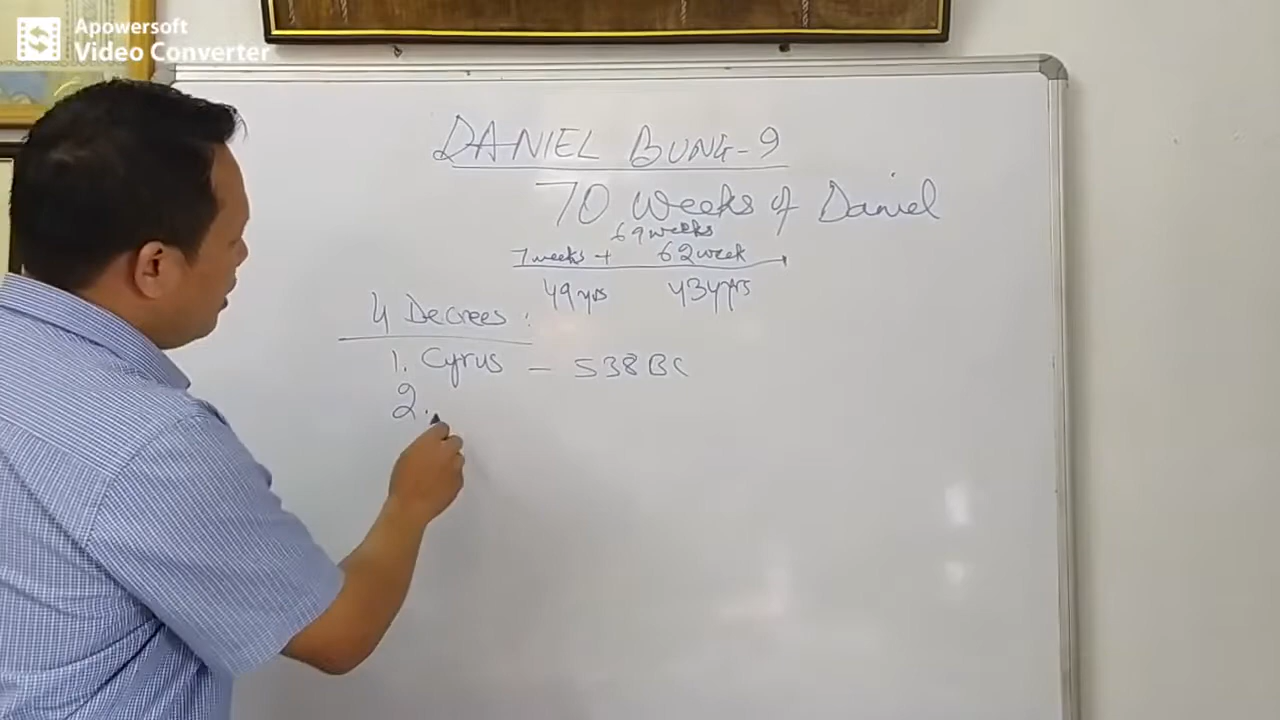 Apowersoft
Video Converter
DANIEL BUNG-9
70 Weeks of Daniel
69 weeks
7 weeks + 62 week
49 yrs 434 yrs
4 Decrees:
1. Cyrus - 538 BC
2.